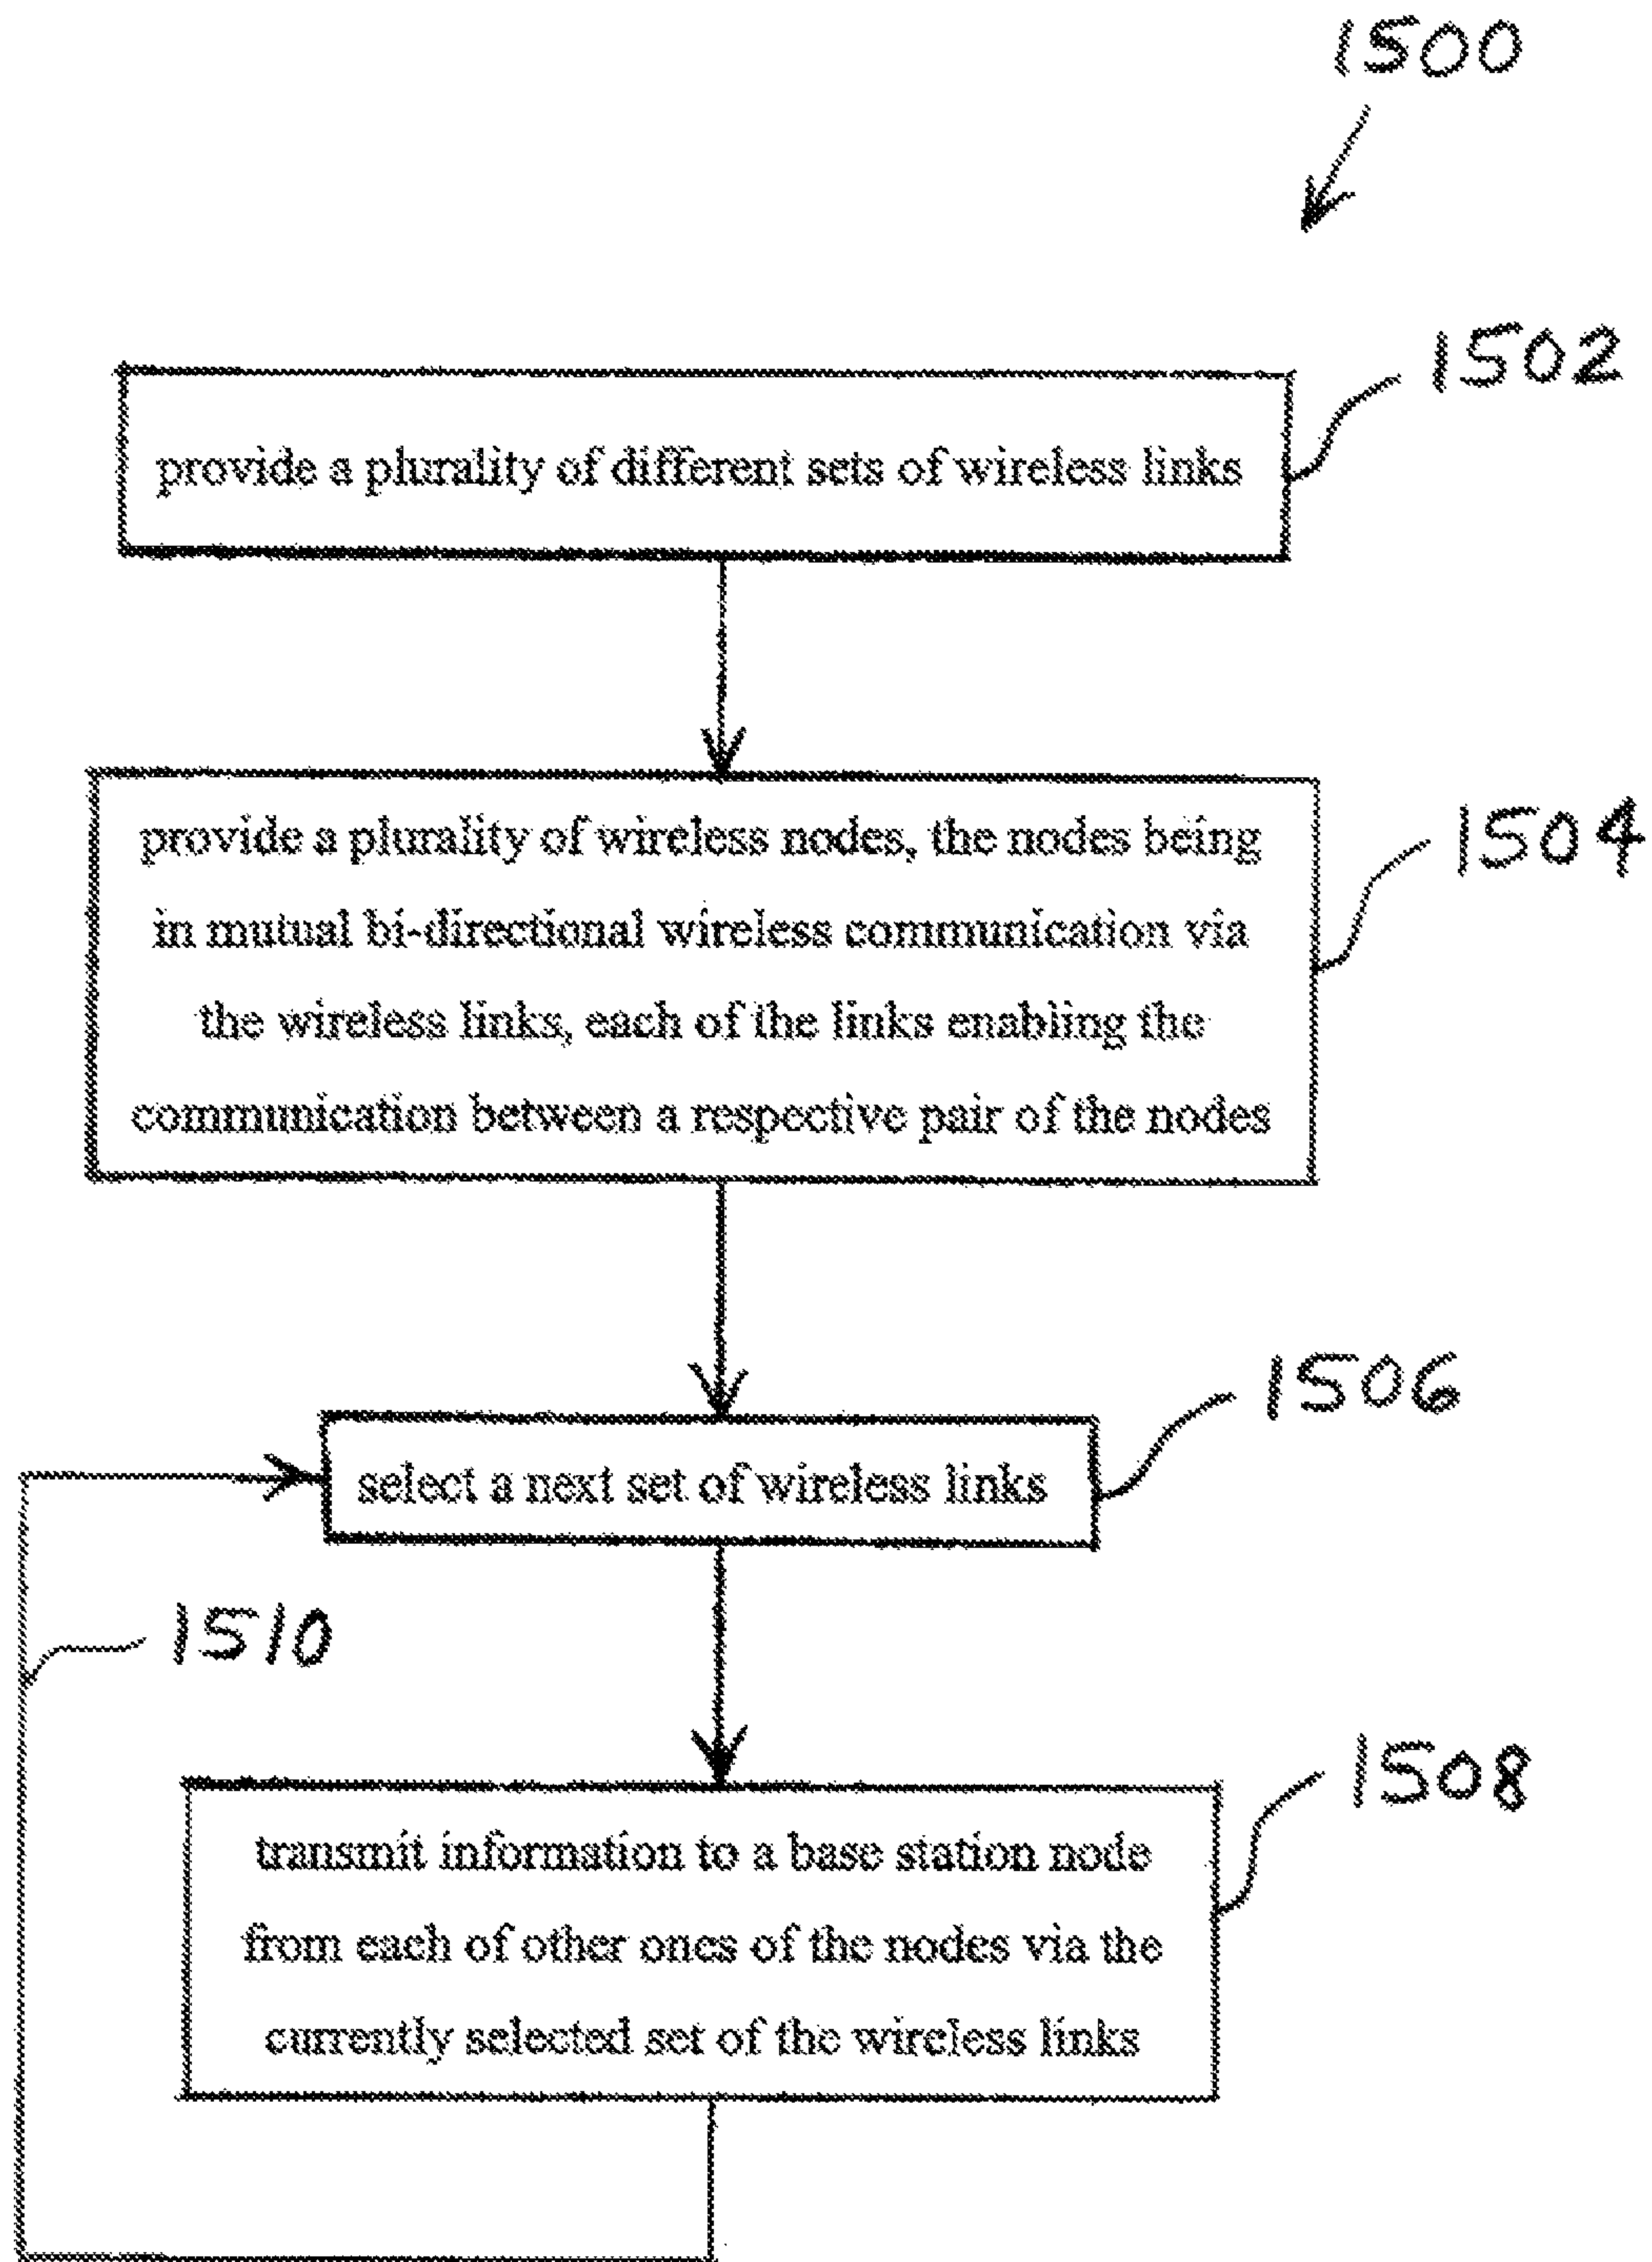 1500
1502
provide a plurality of different sets of wireless links
provide a plurality of wireless nodes, the nodes being
1504
in mutual bi-directional wireless communication via
the wireless links, each of the links enabling the
communication between a respective pair of the nodes
1506
select a next set of wireless links
1510
1508
transmit information to a base station node
from each of other ones of the nodes via the
currently selected set of the wireless links